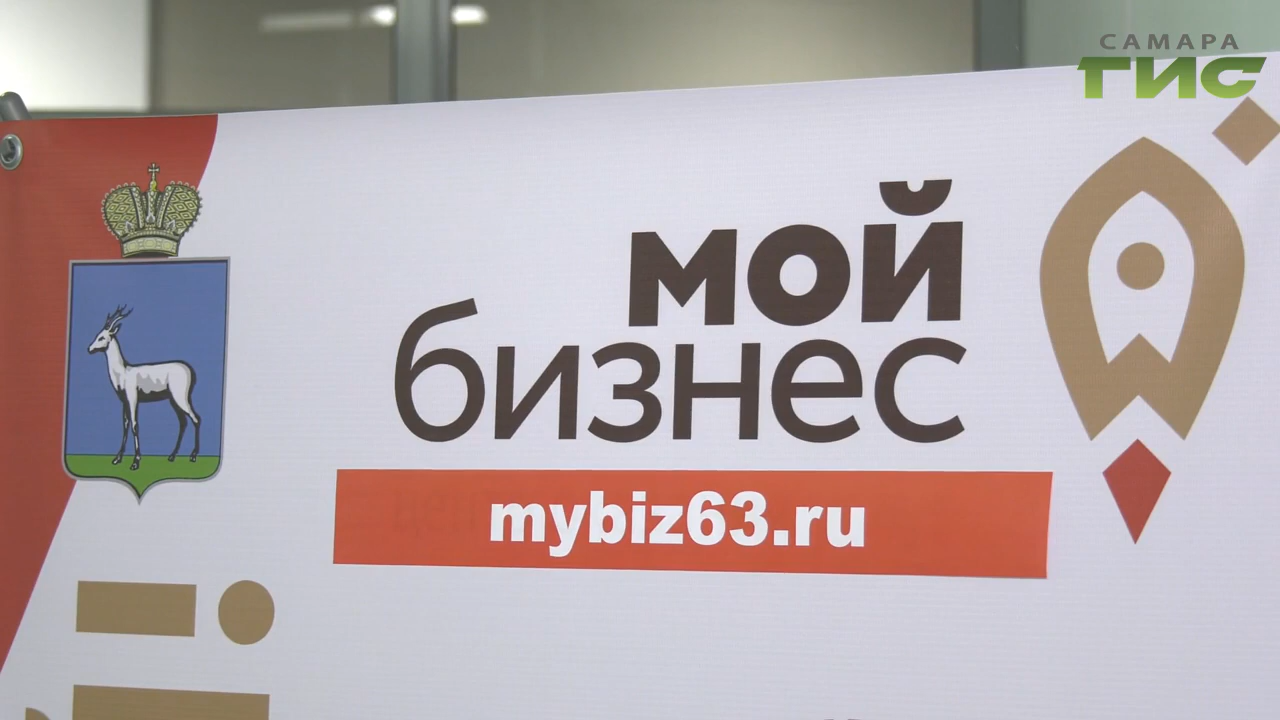 САМАРА
ГИС
мой
бизнес
mybiz63.ru